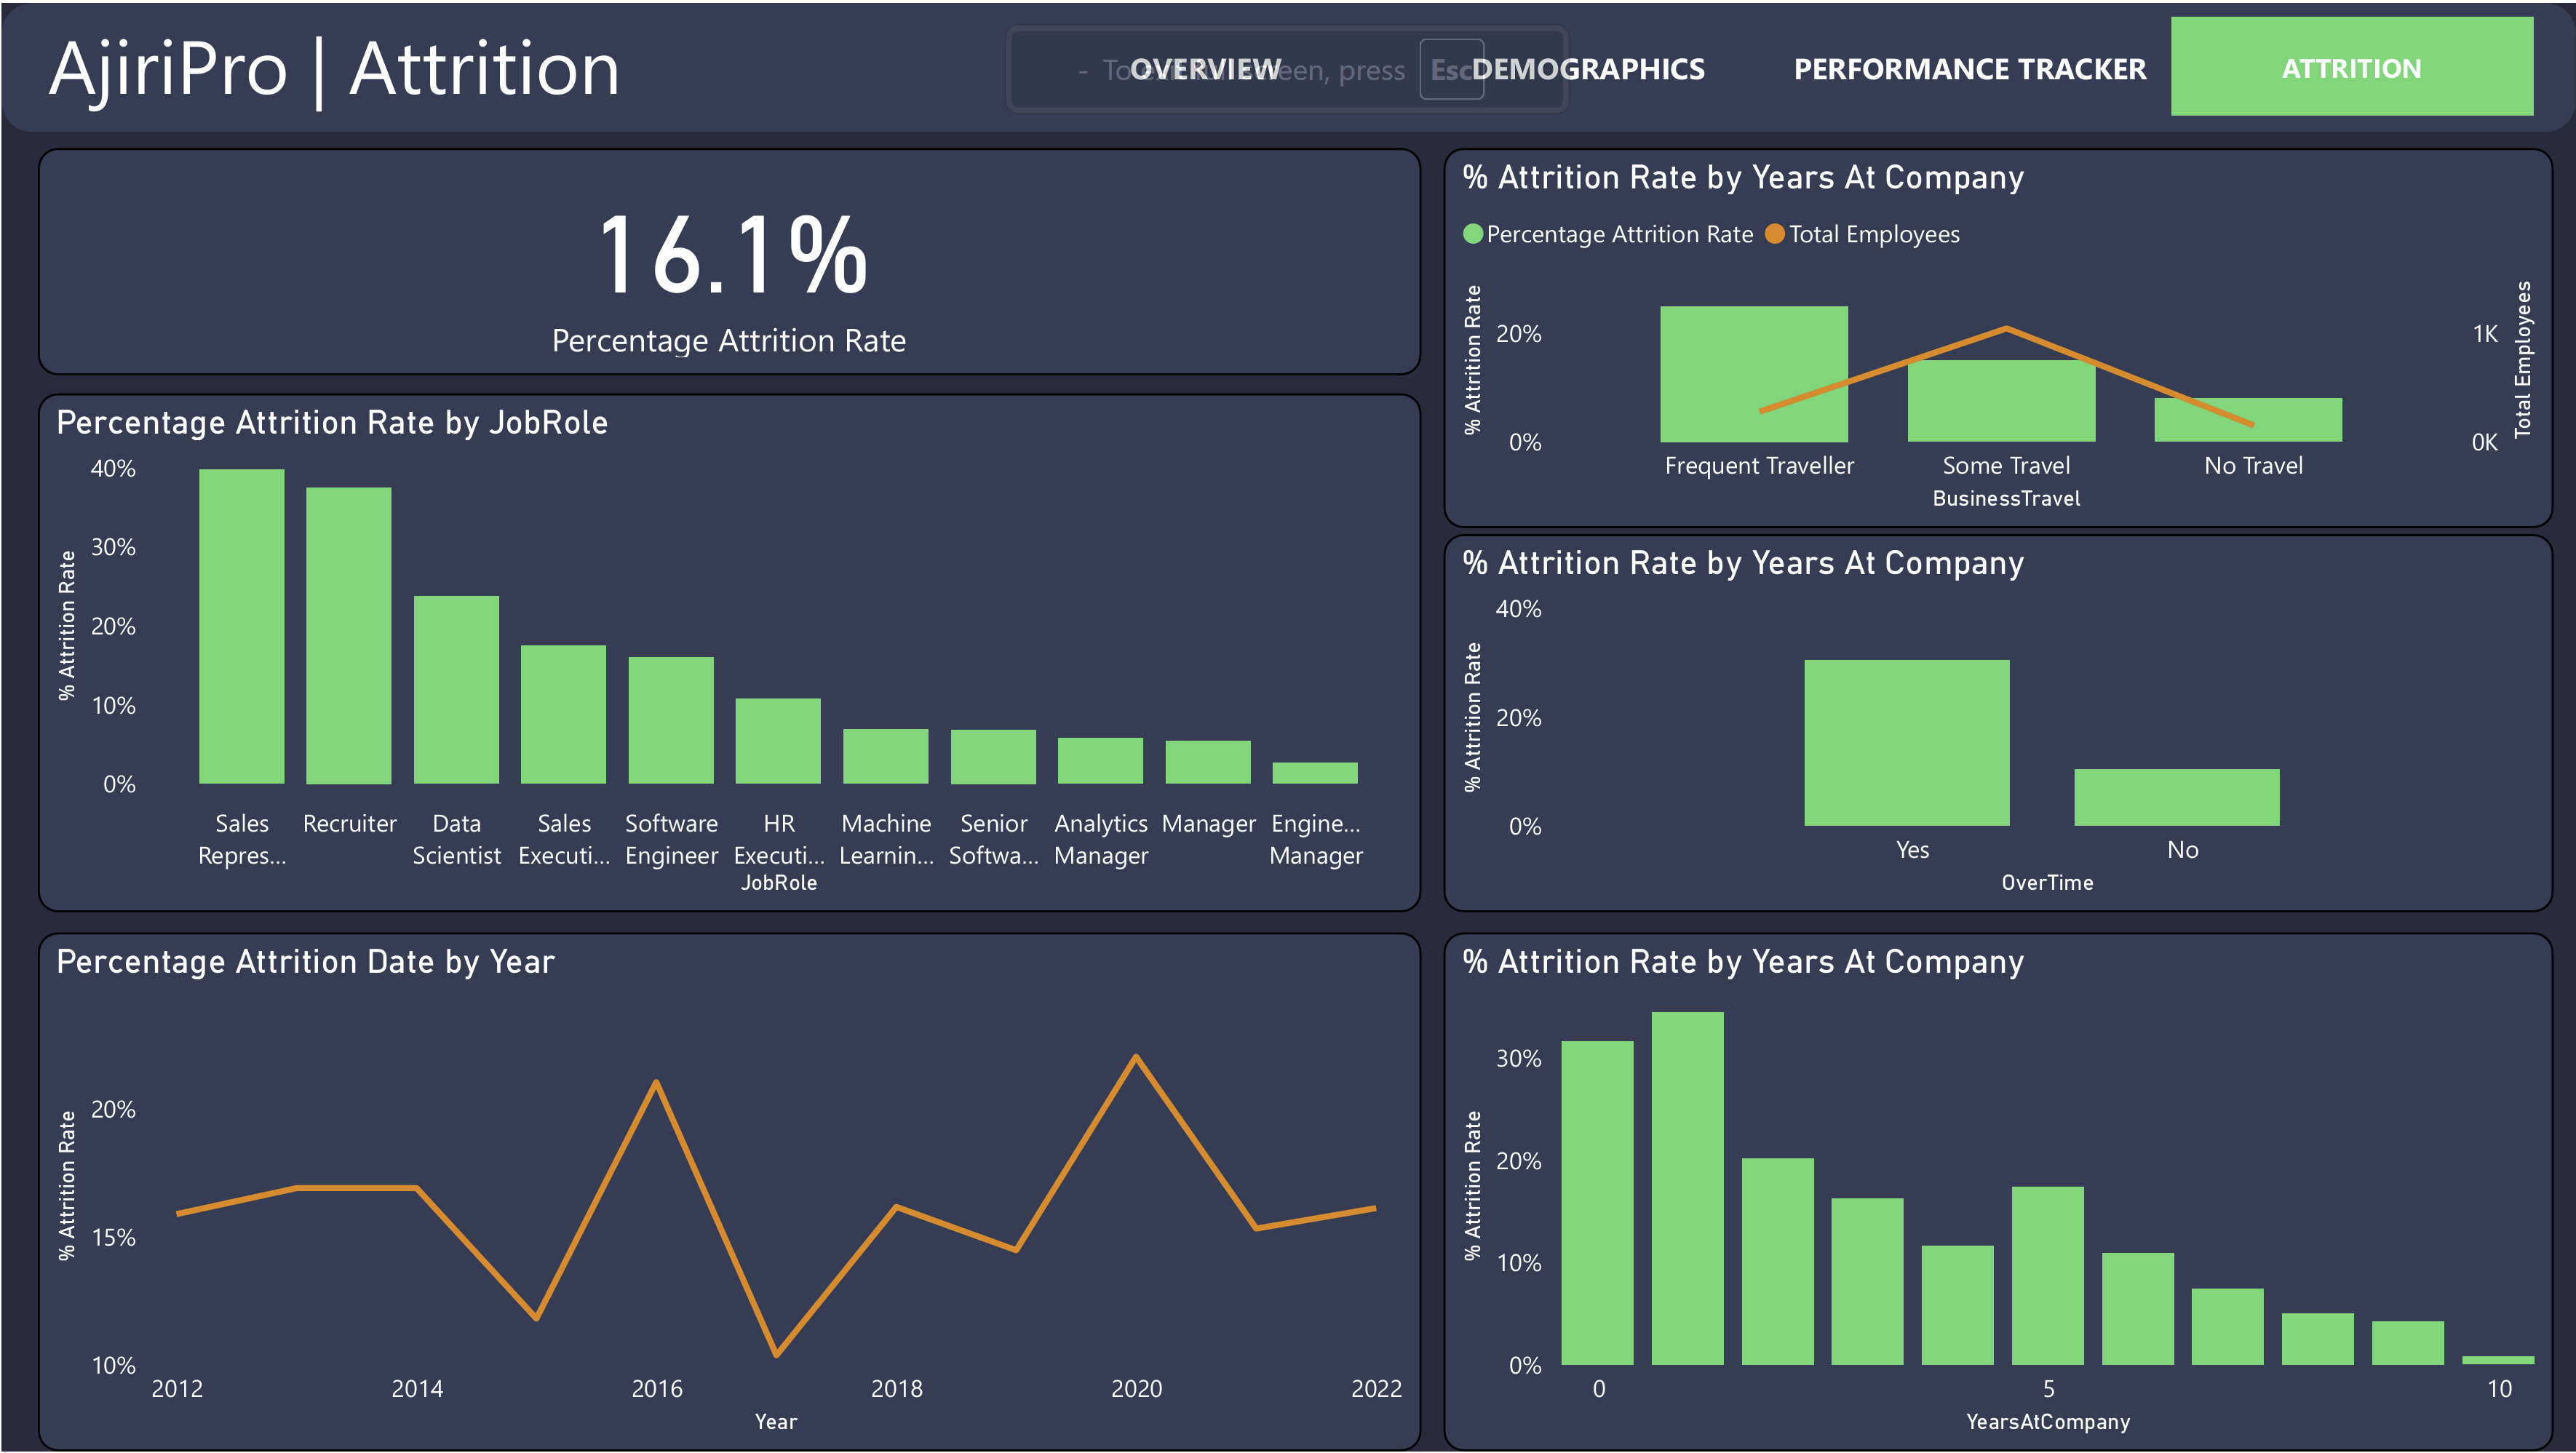 AjiriPro | Attrition
OVERVIEW
DEMOGRAPHICS
PERFORMANCE TRACKER
ATTRITION
- To exit full screen, press Esc
16.1%
Percentage Attrition Rate
Percentage Attrition Rate by JobRole
% Attrition Rate
40%
30%
20%
10%
0%
Sales Repres...
Recruiter
Data Scientist
Sales Executi...
Software Engineer
HR Executi...
Machine Learnin...
Senior Softwa...
Analytics Manager
Manager
Engine... Manager
JobRole
Percentage Attrition Date by Year
% Attrition Rate
20%
15%
10%
2012
2014
2016
2018
2020
2022
Year
% Attrition Rate by Years At Company
Percentage Attrition Rate
Total Employees
% Attrition Rate
20%
0%
1K
0K
Total Employees
Frequent Traveller
Some Travel
No Travel
BusinessTravel
% Attrition Rate by Years At Company
% Attrition Rate
40%
20%
0%
Yes
No
OverTime
% Attrition Rate by Years At Company
% Attrition Rate
30%
20%
10%
0%
0
5
10
YearsAtCompany